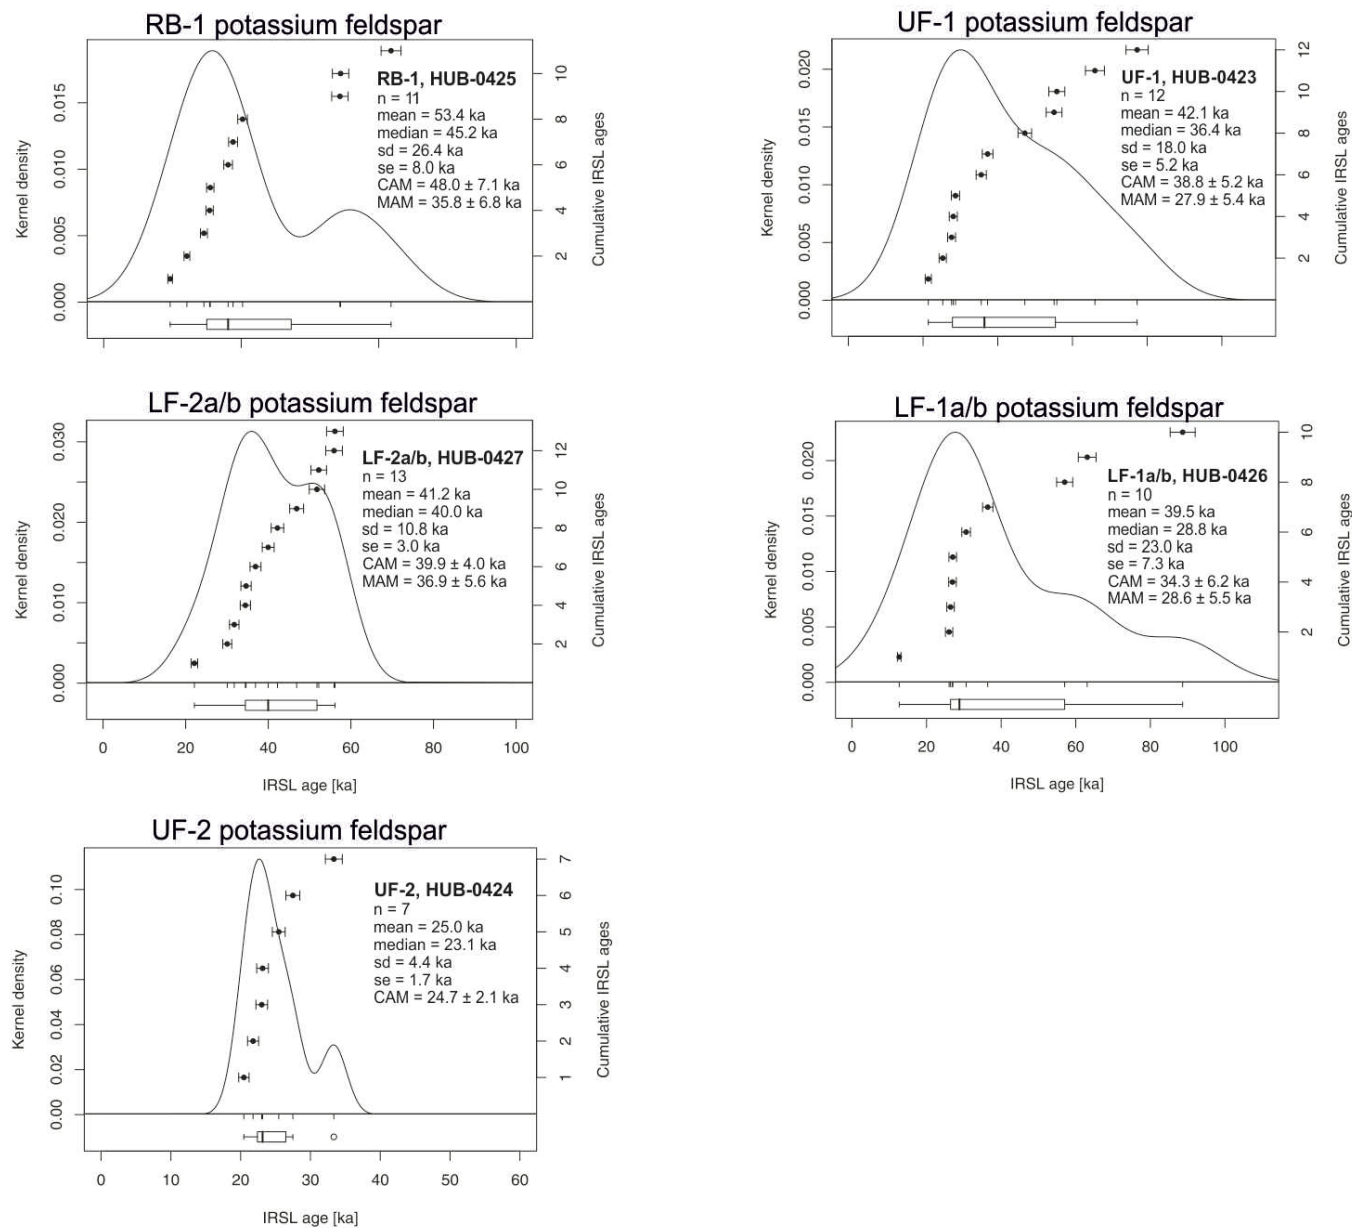 RB-1 potassium feldspar
Kernel density
0.000 0.005 0.010 0.015
RB-1, HUB-0425
n = 11
mean = 53.4 ka
median = 45.2 ka
sd = 26.4 ka
se = 8.0 ka
CAM = 48.0 ± 7.1 ka
MAM = 35.8 ± 6.8 ka
2 4 6 8 10
Cumulative IRSL ages
UF-1 potassium feldspar
Kernel density
0.000 0.005 0.010 0.015 0.020
UF-1, HUB-0423
n = 12
mean = 42.1 ka
median = 36.4 ka
sd = 18.0 ka
se = 5.2 ka
CAM = 38.8 ± 5.2 ka
MAM = 27.9 ± 5.4 ka
2 4 6 8 10 12
Cumulative IRSL ages
LF-2a/b potassium feldspar
Kernel density
0.000 0.010 0.020 0.030
LF-2a/b, HUB-0427
n = 13
mean = 41.2 ka
median = 40.0 ka
sd = 10.8 ka
se = 3.0 ka
CAM = 39.9 ± 4.0 ka
MAM = 36.9 ± 5.6 ka
2 4 6 8 10 12
Cumulative IRSL ages
0 20 40 60 80 100
IRSL age [ka]
LF-1a/b potassium feldspar
Kernel density
0.000 0.005 0.010 0.015 0.020
LF-1a/b, HUB-0426
n = 10
mean = 39.5 ka
median = 28.8 ka
sd = 23.0 ka
se = 7.3 ka
CAM = 34.3 ± 6.2 ka
MAM = 28.6 ± 5.5 ka
2 4 6 8 10
Cumulative IRSL ages
0 20 40 60 80 100
IRSL age [ka]
UF-2 potassium feldspar
Kernel density
0.00 0.02 0.04 0.06 0.08 0.10
UF-2, HUB-0424
n = 7
mean = 25.0 ka
median = 23.1 ka
sd = 4.4 ka
se = 1.7 ka
CAM = 24.7 ± 2.1 ka
1 2 3 4 5 6 7
Cumulative IRSL ages
0 10 20 30 40 50 60
IRSL age [ka]